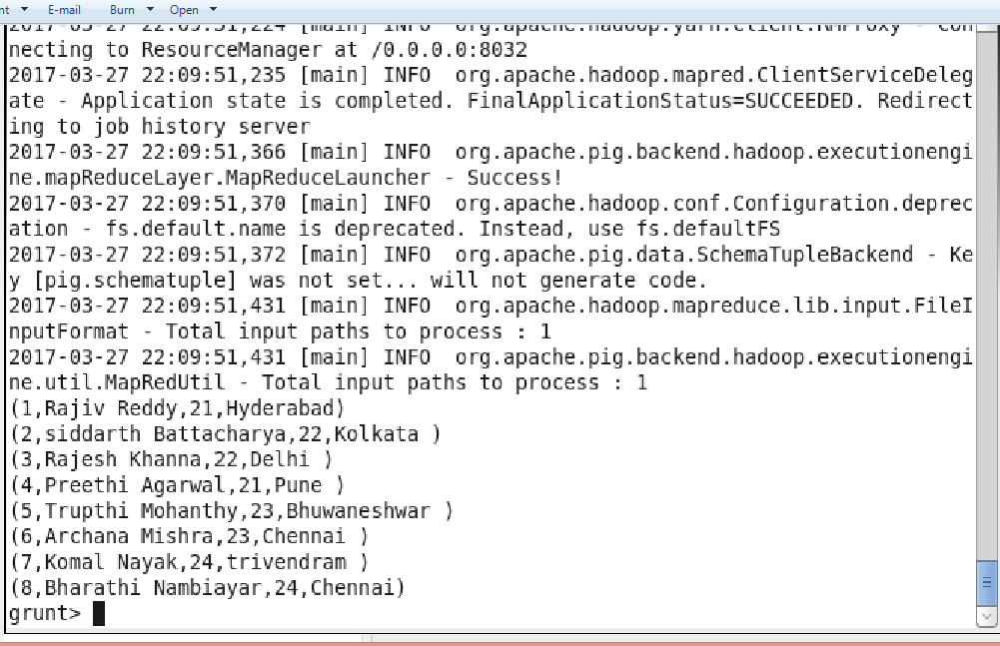 nt E-mail Burn Open
2017-03-27 22:09:51,224 [main] INFO  org.apache.hadoop.yarn.client.RMProxy - Con
necting to ResourceManager at /0.0.0.0:8032
2017-03-27 22:09:51,235 [main] INFO  org.apache.hadoop.mapred.ClientServiceDeleg
ate - Application state is completed. FinalApplicationStatus=SUCCEEDED. Redirect
ing to job history server
2017-03-27 22:09:51,366 [main] INFO  org.apache.pig.backend.hadoop.executionengi
ne.mapReduceLayer.MapReduceLauncher - Success!
2017-03-27 22:09:51,370 [main] INFO  org.apache.hadoop.conf.Configuration.deprec
ation - fs.default.name is deprecated. Instead, use fs.defaultFS
2017-03-27 22:09:51,372 [main] INFO  org.apache.pig.data.SchemaTupleBackend - Ke
y [pig.schematuple] was not set... will not generate code.
2017-03-27 22:09:51,431 [main] INFO  org.apache.hadoop.mapreduce.lib.input.FileI
nputFormat - Total input paths to process : 1
2017-03-27 22:09:51,431 [main] INFO  org.apache.pig.backend.hadoop.executionengi
ne.util.MapRedUtil - Total input paths to process : 1
(1,Rajiv Reddy,21,Hyderabad)
(2,siddarth Battacharya,22,Kolkata )
(3,Rajesh Khanna,22,Delhi )
(4,Preethi Agarwal,21,Pune )
(5,Trupthi Mohanthy,23,Bhuwaneshwar )
(6,Archana Mishra,23,Chennai )
(7,Komal Nayak,24,trivendram )
(8,Bharathi Nambiayar,24,Chennai)
grunt>